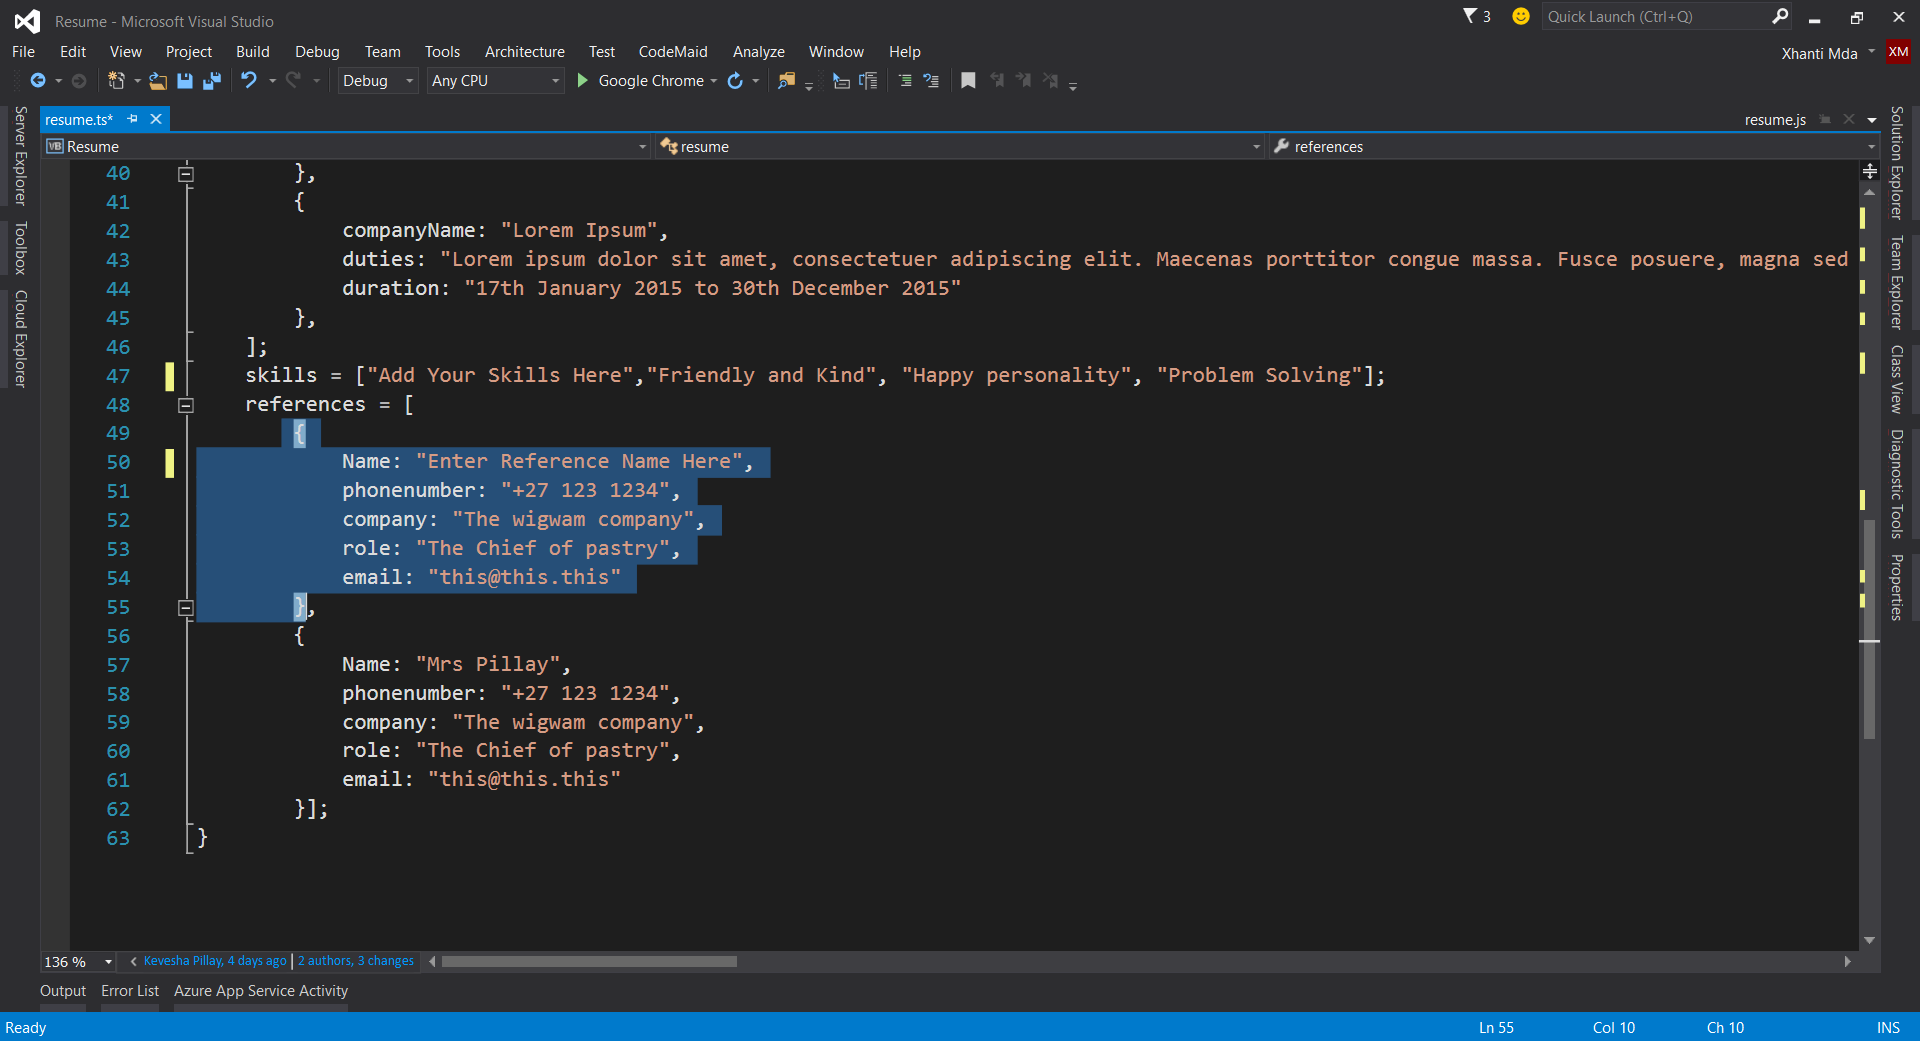 Resume - Microsoft Visual Studio
3
Quick Launch (Ctrl+Q)
File Edit View Project Build Debug Team Tools Architecture Test CodeMaid Analyze Window Help
Xhanti Mda XM
Debug Any CPU Google Chrome
Server Explorer
Toolbox
Cloud Explorer
resume.ts*
resume.js
Resume resume references
40 },
41 {
42 companyName: "Lorem Ipsum",
43 duties: "Lorem ipsum dolor sit amet, consectetuer adipiscing elit. Maecenas porttitor congue massa. Fusce posuere, magna sed
44 duration: "17th January 2015 to 30th December 2015"
45 },
46 ];
47 skills = ["Add Your Skills Here","Friendly and Kind", "Happy personality", "Problem Solving"];
48 references = [
49 {
50 Name: "Enter Reference Name Here",
51 phonenumber: "+27 123 1234",
52 company: "The wigwam company",
53 role: "The Chief of pastry",
54 email: "this@this.this"
55 },
56 {
57 Name: "Mrs Pillay",
58 phonenumber: "+27 123 1234",
59 company: "The wigwam company",
60 role: "The Chief of pastry",
61 email: "this@this.this"
62 }];
63 }
Solution Explorer
Team Explorer
Class View
Diagnostic Tools
Properties
136 % Kevesha Pillay, 4 days ago | 2 authors, 3 changes
Output Error List Azure App Service Activity
Ready Ln 55 Col 10 Ch 10 INS